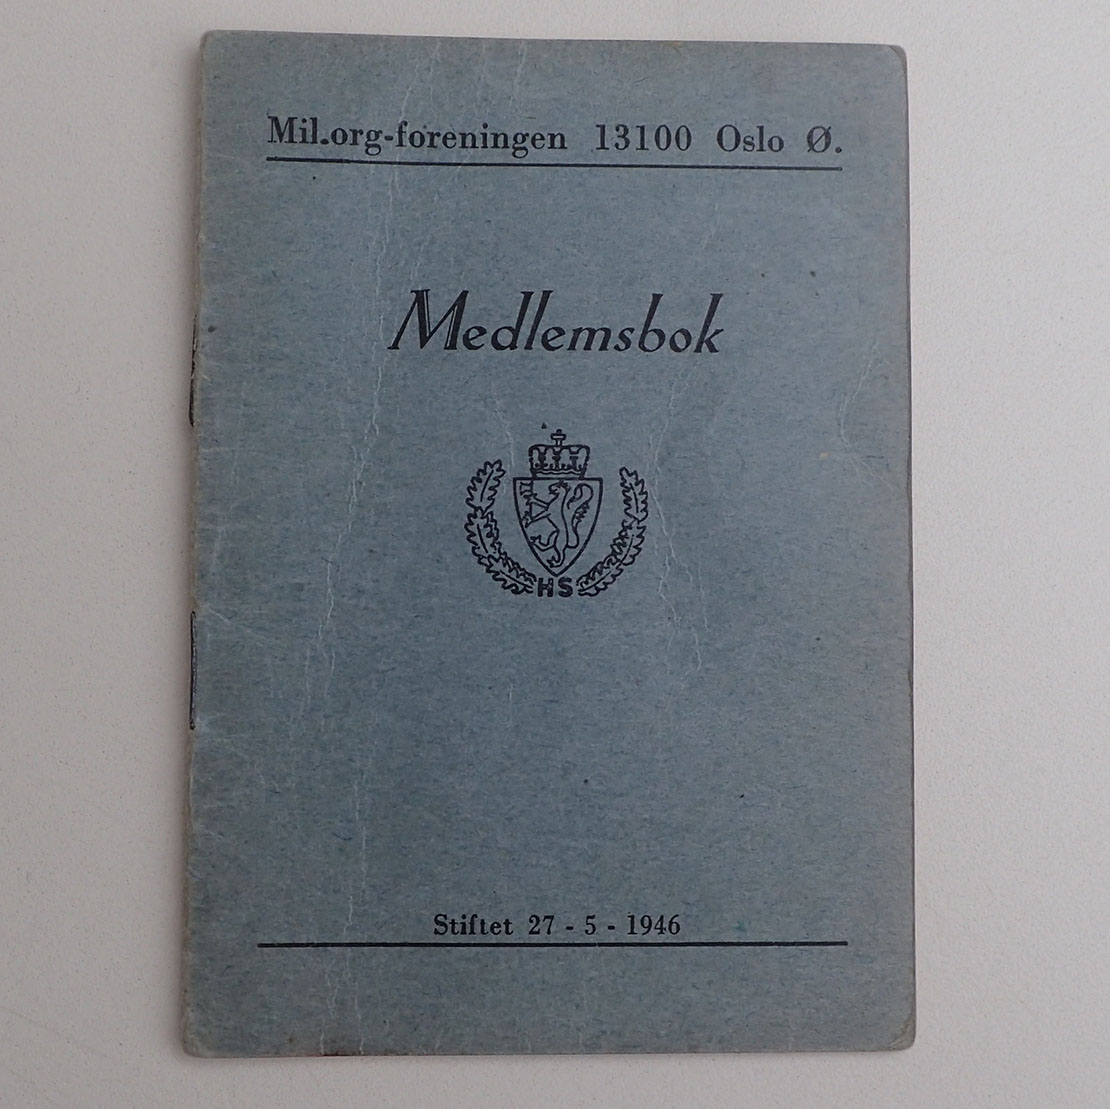 Mil.org-foreningen 13100 Oslo Ø.
Medlemsbok
HS
Stiftet 27 - 5 - 1946